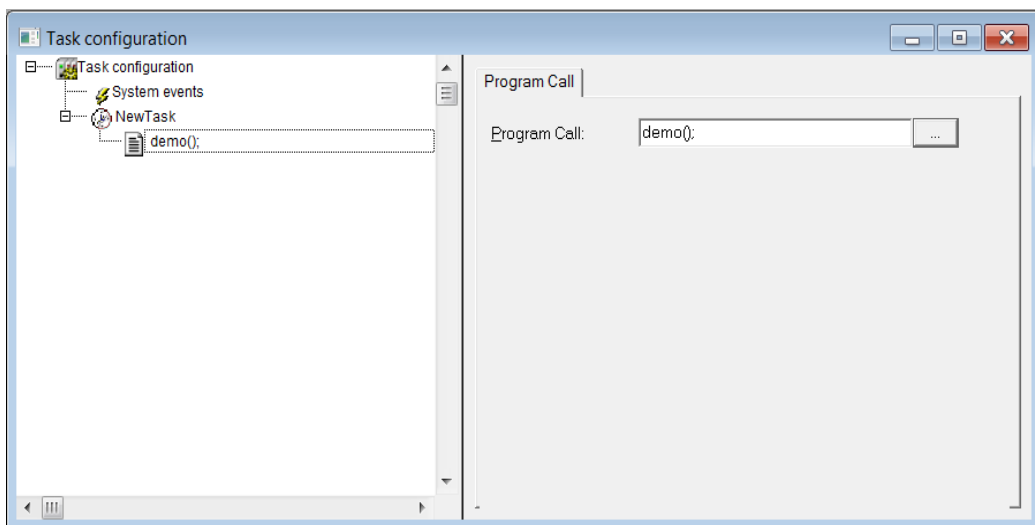 Task configuration
Task configuration
System events
NewTask
demo();
Program Call
Program Call:
demo();
...